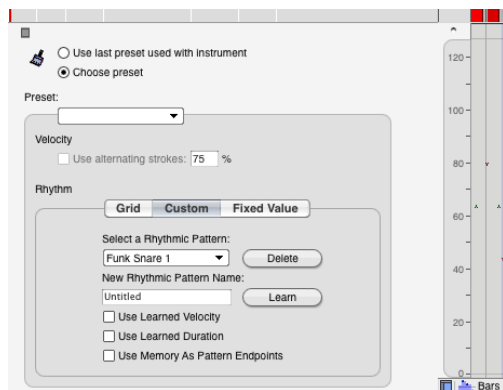 Use last preset used with instrument
Choose preset
Preset:
Velocity
Use alternating strokes: 75 %
Rhythm
Grid Custom Fixed Value
Select a Rhythmic Pattern:
Funk Snare 1 Delete
New Rhythmic Pattern Name:
Untitled Learn
Use Learned Velocity
Use Learned Duration
Use Memory As Pattern Endpoints
120
100
80
60
40
20
0
Bars